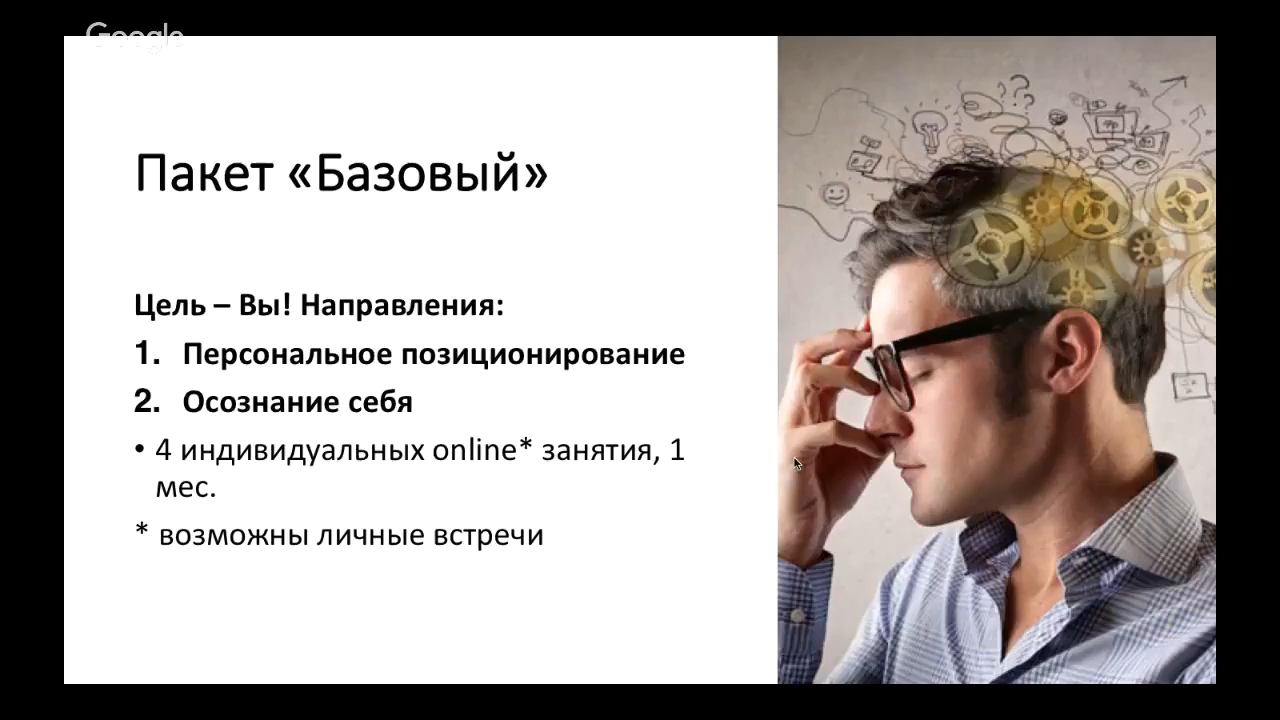 Google
Пакет «Базовый»
Цель – Вы! Направления:
1. Персональное позиционирование
2. Осознание себя
• 4 индивидуальных online* занятия, 1
мес.
* возможны личные встречи